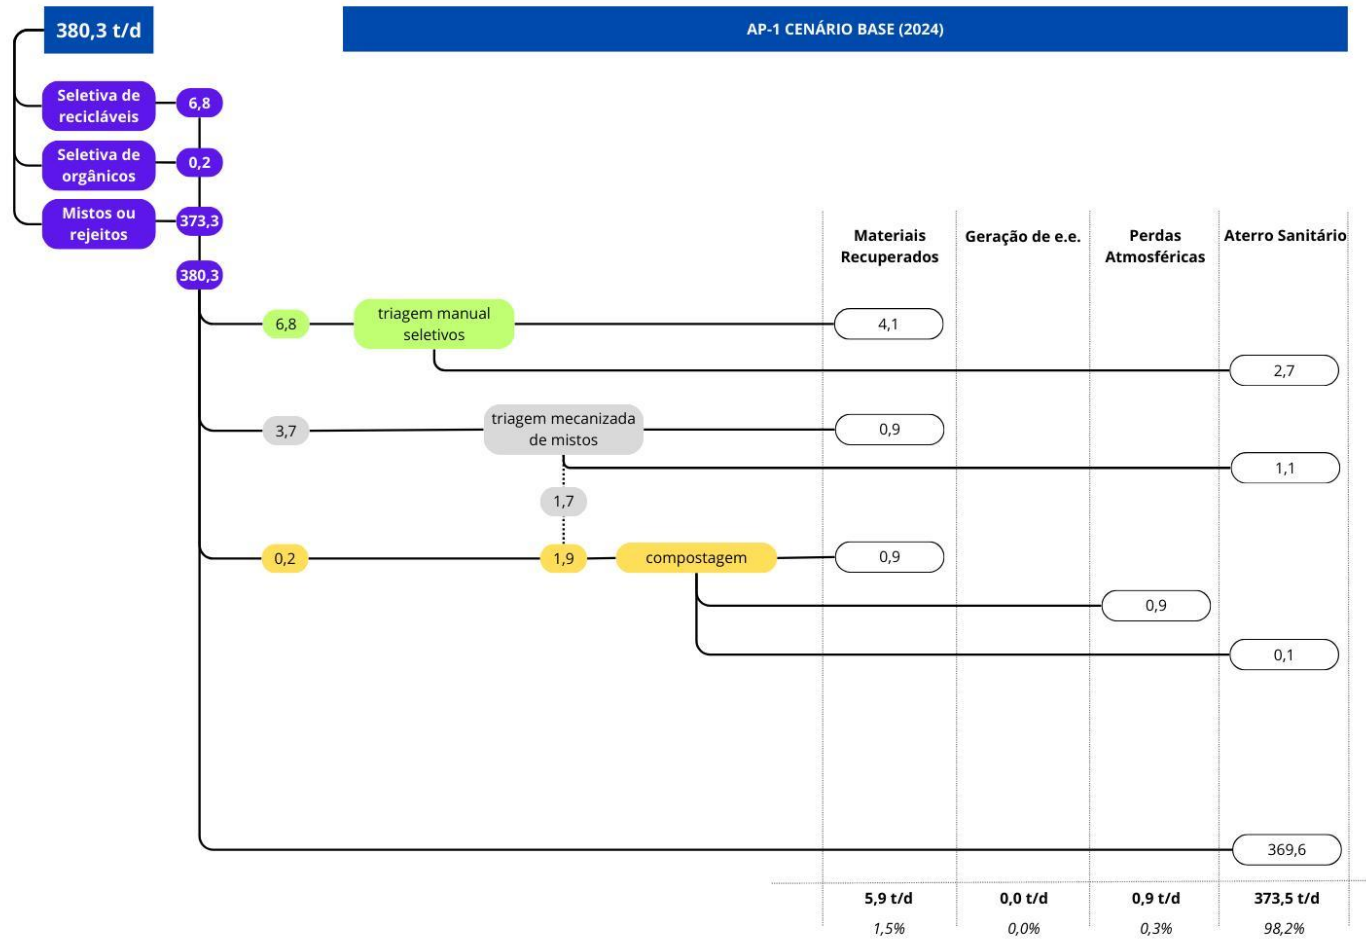 380,3 t/d
AP-1 CENÁRIO BASE (2024)
Seletiva de
recicláveis
6,8
Seletiva de
orgânicos
0,2
Mistos ou
rejeitos
373,3
380,3
Materiais
Recuperados
Geração de e.e.
Perdas
Atmosféricas
Aterro Sanitário
6,8
triagem manual
seletivos
4,1
2,7
3,7
triagem mecanizada
de mistos
0,9
1,1
1,7
0,2
1,9
compostagem
0,9
0,9
0,1
369,6
5,9 t/d
0,0 t/d
0,9 t/d
373,5 t/d
1,5%
0,0%
0,3%
98,2%